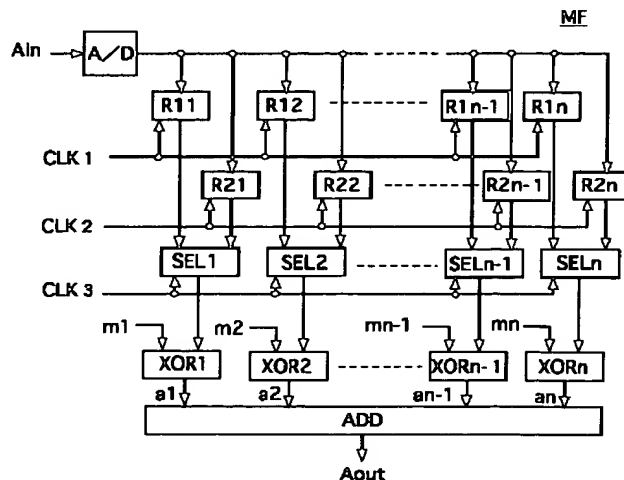 MF
AIn A/D
R11 R12 R1n-1 R1n
CLK 1
R21 R22 R2n-1 R2n
CLK 2
SEL1 SEL2 SELn-1 SELn
CLK 3
m1 m2 mn-1 mn
XOR1 XOR2 XORn-1 XORn
a1 a2 an-1 an
ADD
Aout